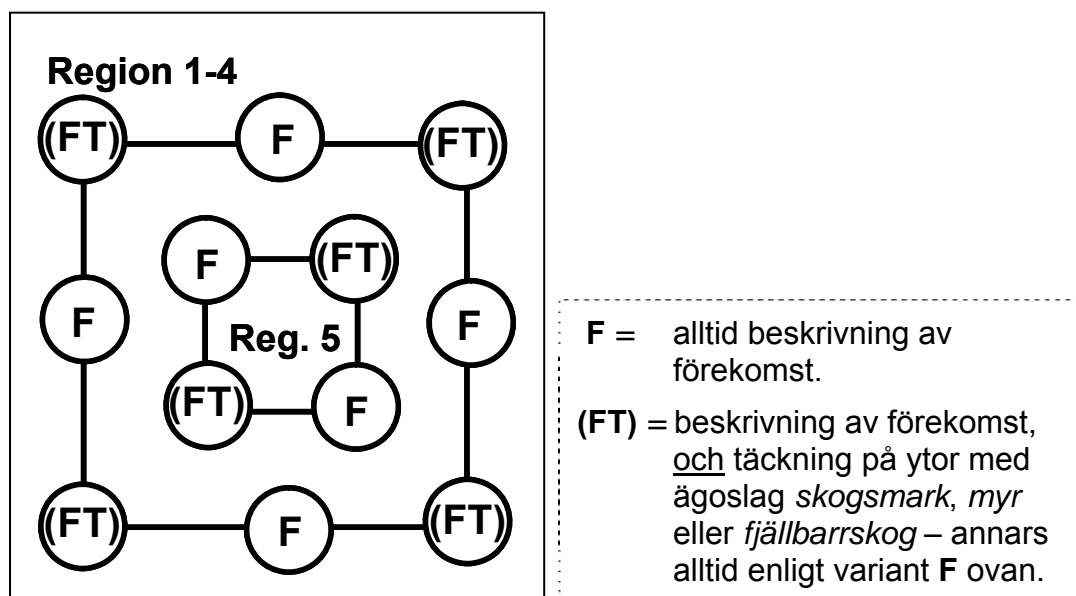 Region 1-4
(FT) F (FT)
F (FT)
F Reg. 5 F
(FT) F
(FT) F (FT)
F = alltid beskrivning av
förekomst.
(FT) = beskrivning av förekomst,
och täckning på ytor med
ägoslag skogsmark, myr
eller fjällbarrskog – annars
alltid enligt variant F ovan.